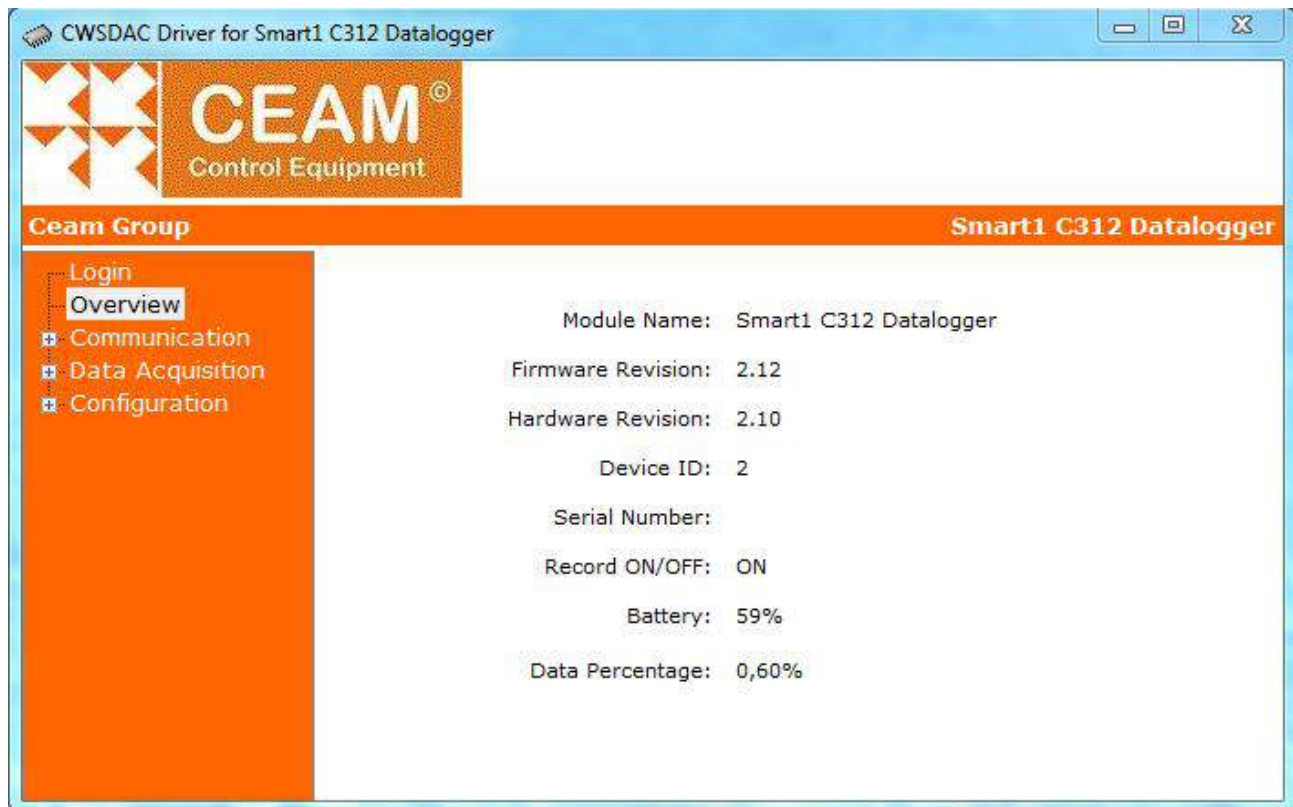 CWSDAC Driver for Smart1 C312 Datalogger
CEAM©
Control Equipment
Ceam Group
Smart1 C312 Datalogger
Login
Overview
Communication
Data Acquisition
Configuration
Module Name: Smart1 C312 Datalogger
Firmware Revision: 2.12
Hardware Revision: 2.10
Device ID: 2
Serial Number:
Record ON/OFF: ON
Battery: 59%
Data Percentage: 0,60%